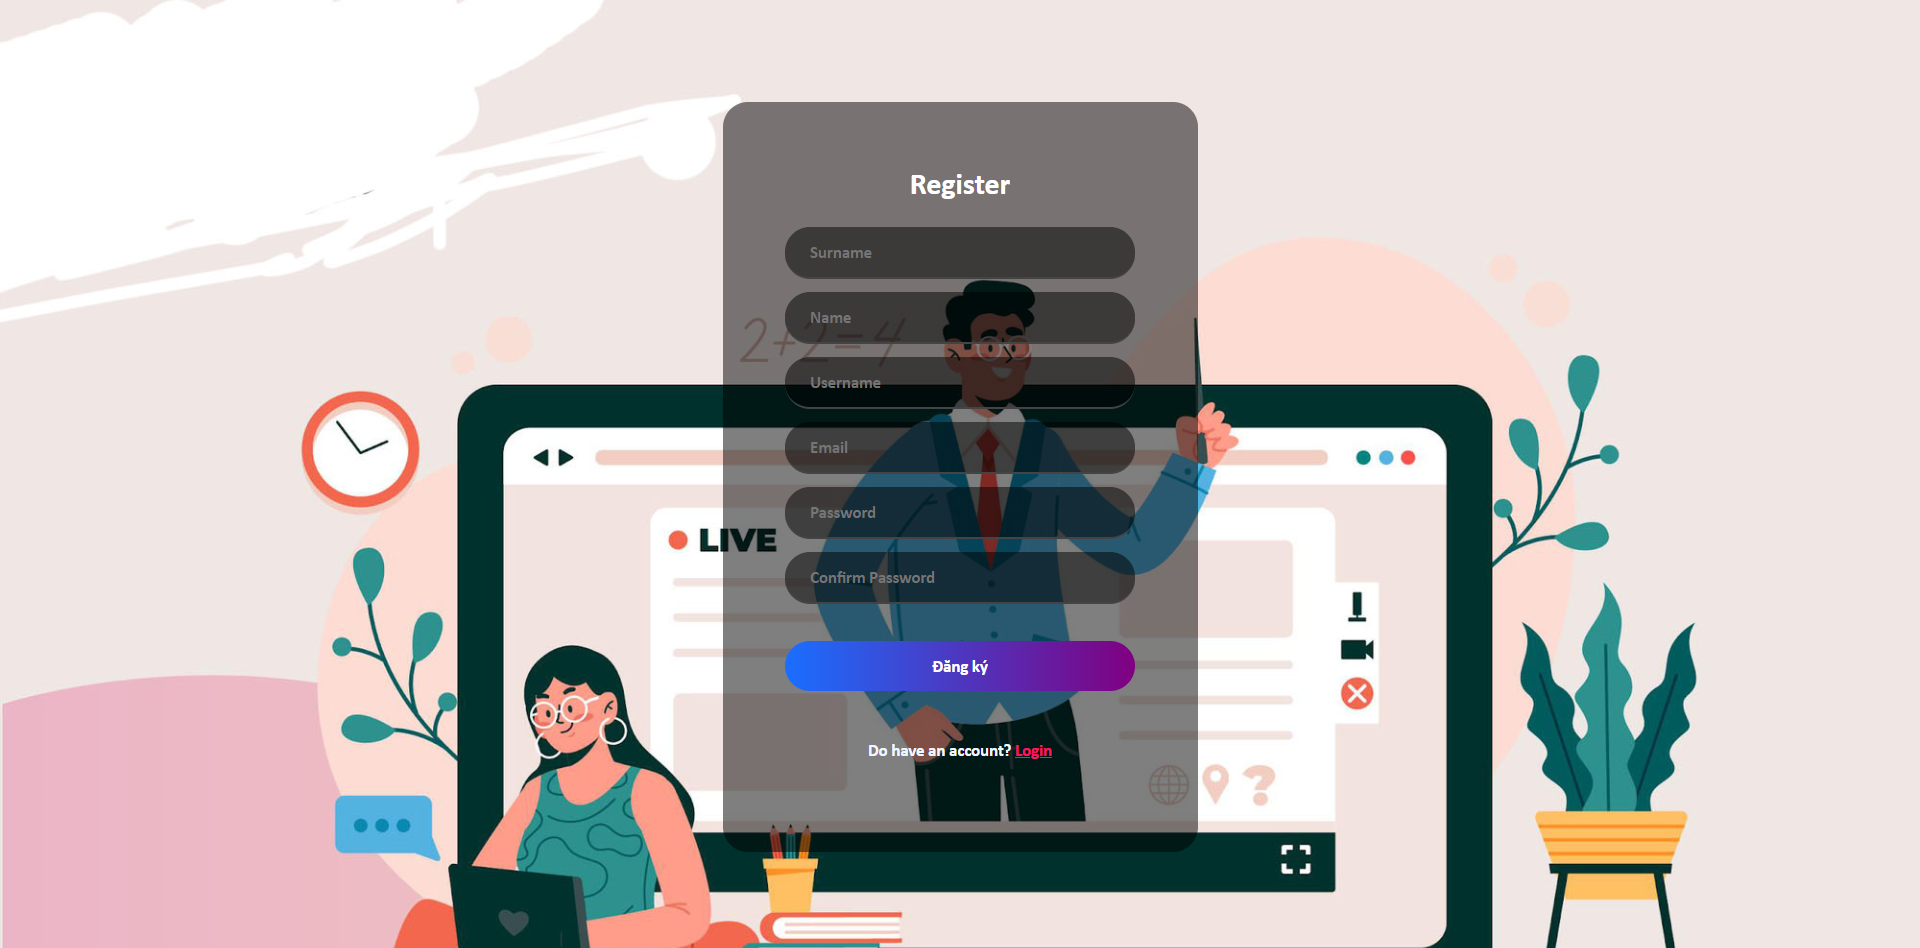 Register
Surname
Name
2+2=4
Username
Email
Password
LIVE
Confirm Password
Đăng ký
Do have an account? Login
?